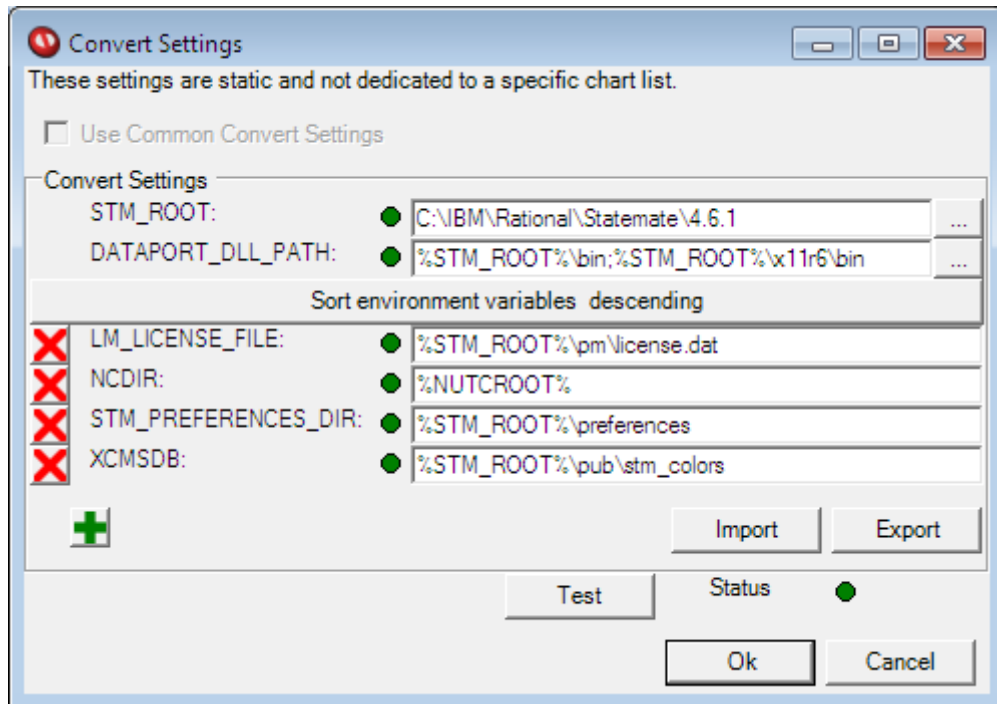 Convert Settings
These settings are static and not dedicated to a specific chart list.
Use Common Convert Settings
Convert Settings
STM_ROOT: C:\IBM\Rational\Statemate\4.6.1 ...
DATAPORT_DLL_PATH: %STM_ROOT%\bin;%STM_ROOT%\x11r6\bin ...
Sort environment variables descending
LM_LICENSE_FILE: %STM_ROOT%\pm\license.dat
NCDIR: %NUTCROOT%
STM_PREFERENCES_DIR: %STM_ROOT%\preferences
XCMSDB: %STM_ROOT%\pub\stm_colors
Import Export
Test Status
Ok Cancel